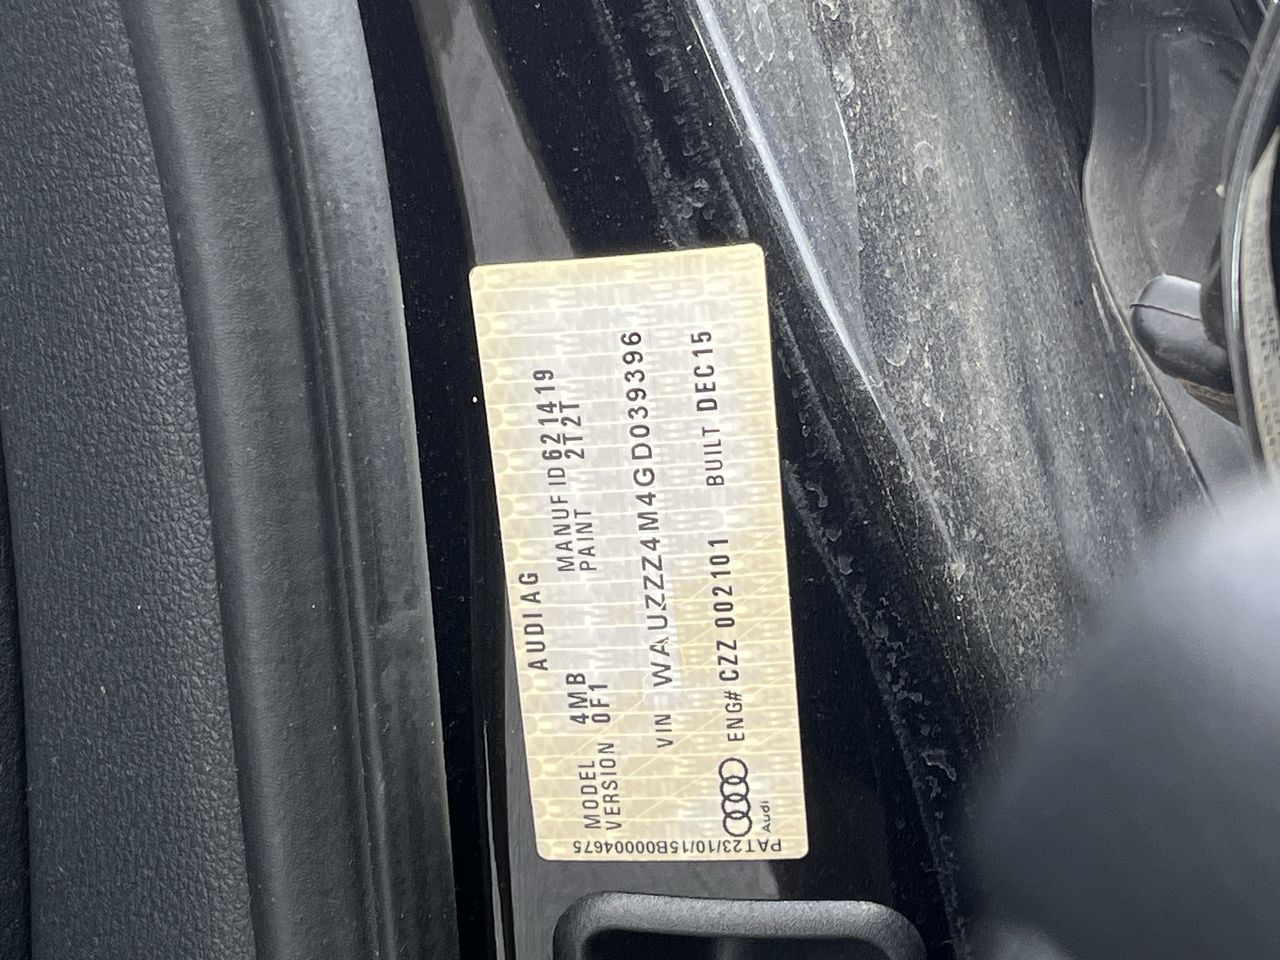 AUDI AG
MODEL 4MB MANUF ID 621419
VERSION 0F1 PAINT 2T2T
VIN WAUZZZ4M4GD039396
Audi ENG# CZZ 002101 BUILT DEC15
PAT23/10/15B000004675